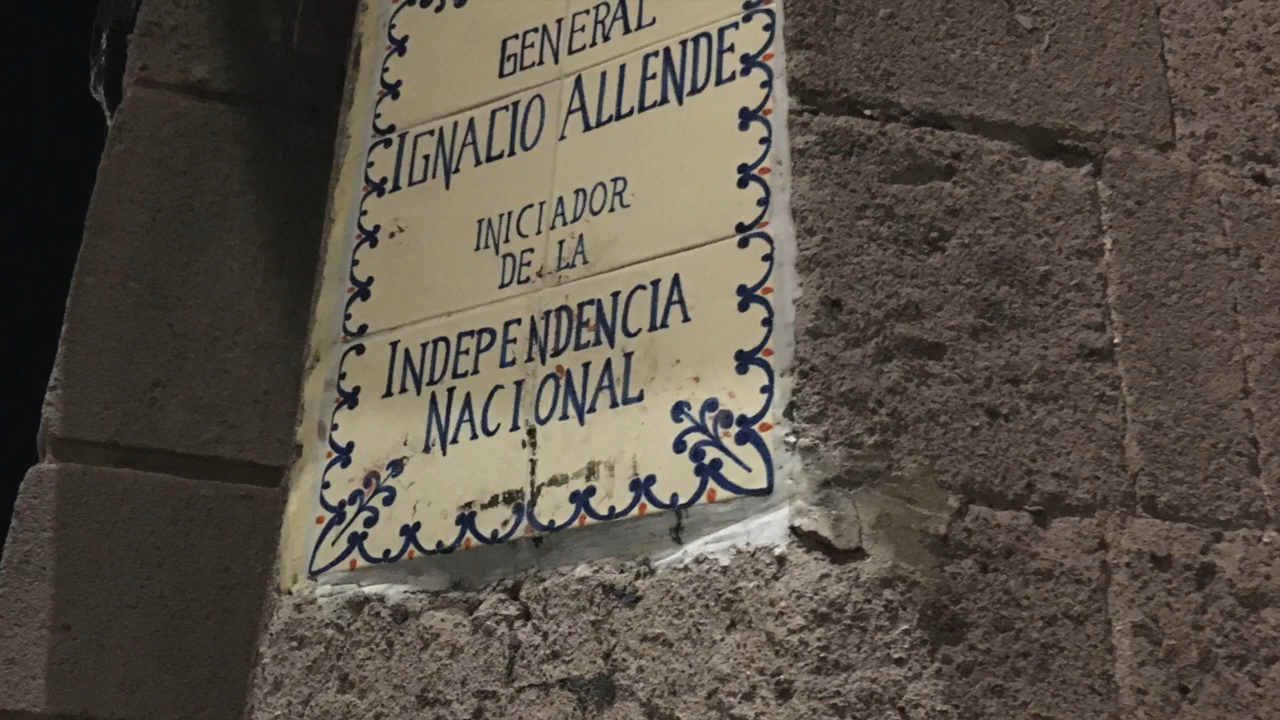 GENERAL
IGNACIO ALLENDE
INICIADOR
DE LA
INDEPENDENCIA
NACIONAL